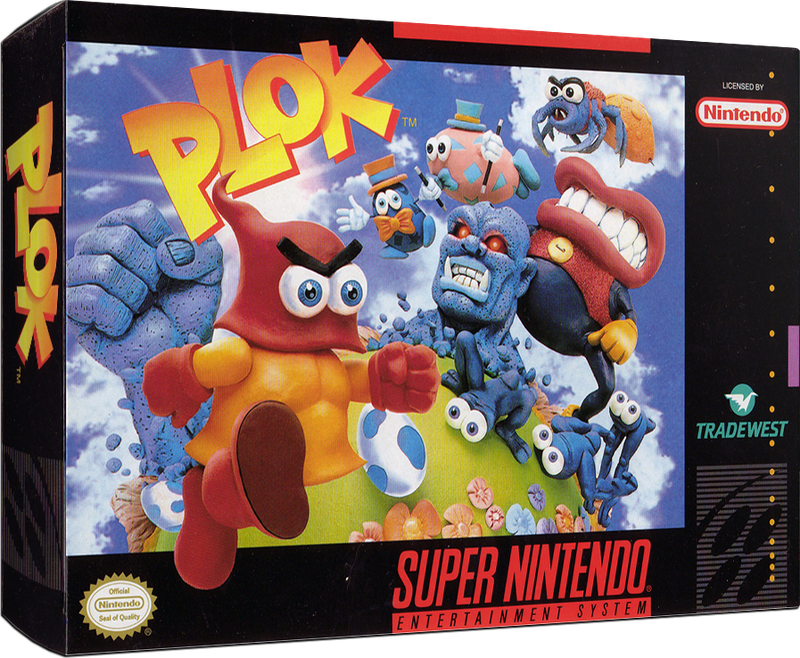 PLOK
TM
PLOK
TM
LICENSED BY
Nintendo®
TRADEWEST
SUPER NINTENDO®
ENTERTAINMENT SYSTEM
Official
Nintendo
Seal of Quality
®